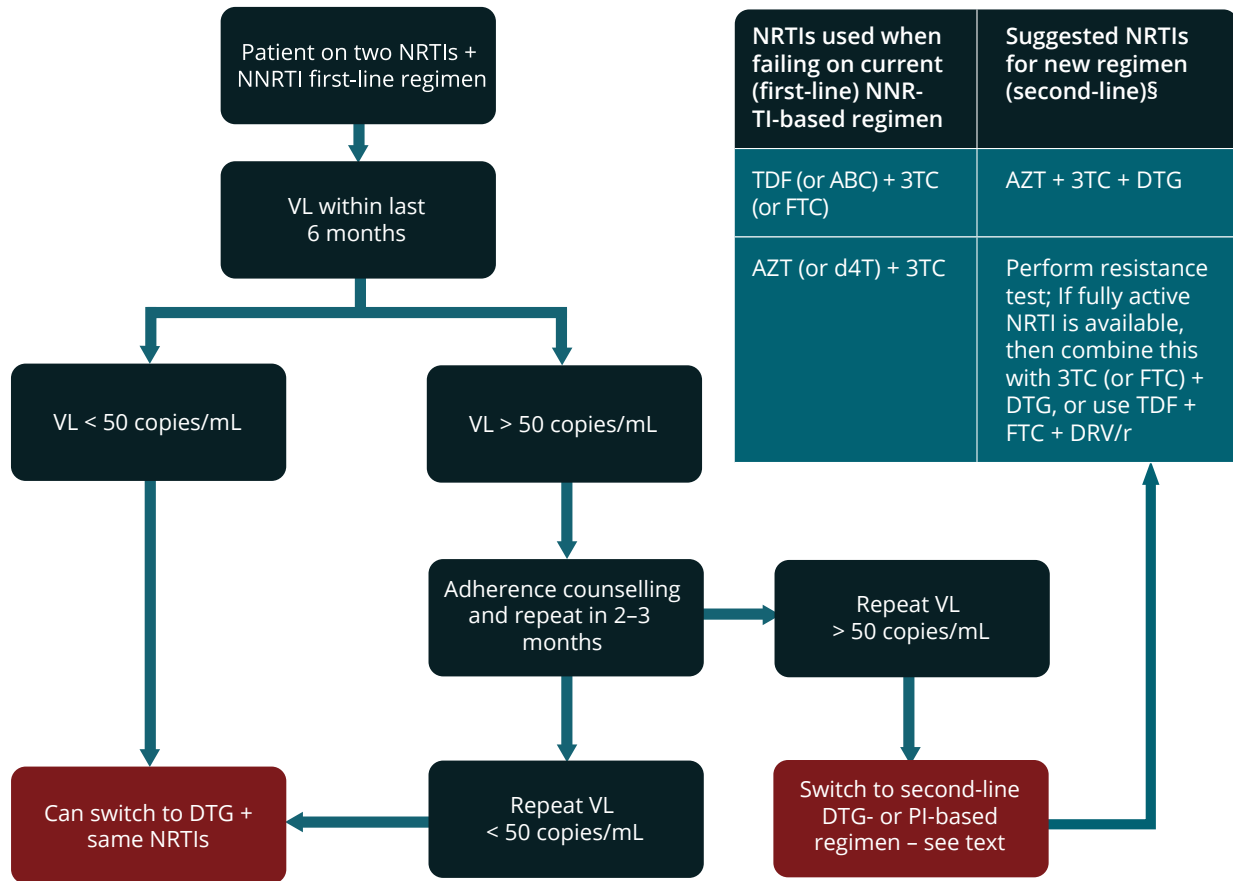 Patient on two NRTIs +
NNRTI first-line regimen
VL within last
6 months
VL < 50 copies/mL
VL > 50 copies/mL
Adherence counselling
and repeat in 2–3
months
Repeat VL
> 50 copies/mL
Can switch to DTG +
same NRTIs
Repeat VL
< 50 copies/mL
Switch to second-line
DTG- or PI-based
regimen – see text
NRTIs used when
failing on current
(first-line) NNR-
TI-based regimen
Suggested NRTIs
for new regimen
(second-line)§
TDF (or ABC) + 3TC
(or FTC)
AZT + 3TC + DTG
AZT (or d4T) + 3TC
Perform resistance
test; If fully active
NRTI is available,
then combine this
with 3TC (or FTC) +
DTG, or use TDF +
FTC + DRV/r